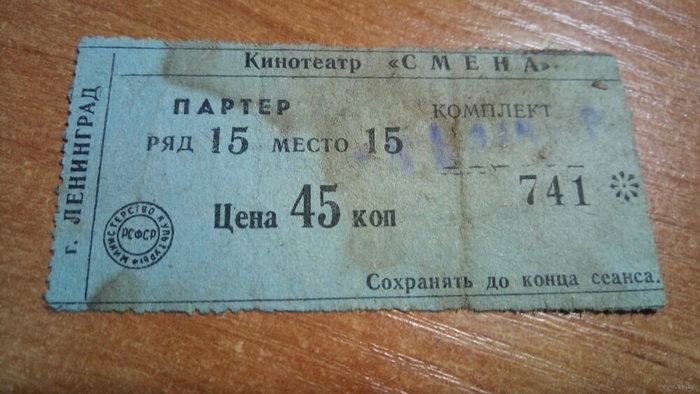 Кинотеатр «СМЕНА»
г. ЛЕНИНГРАД
ПАРТЕР
КОМПЛЕКТ
РЯД 15 МЕСТО 15
741
Цена 45 коп
МИНИСТЕРСТВО КУЛЬТУРЫ
РСФСР
Сохранять до конца сеанса.